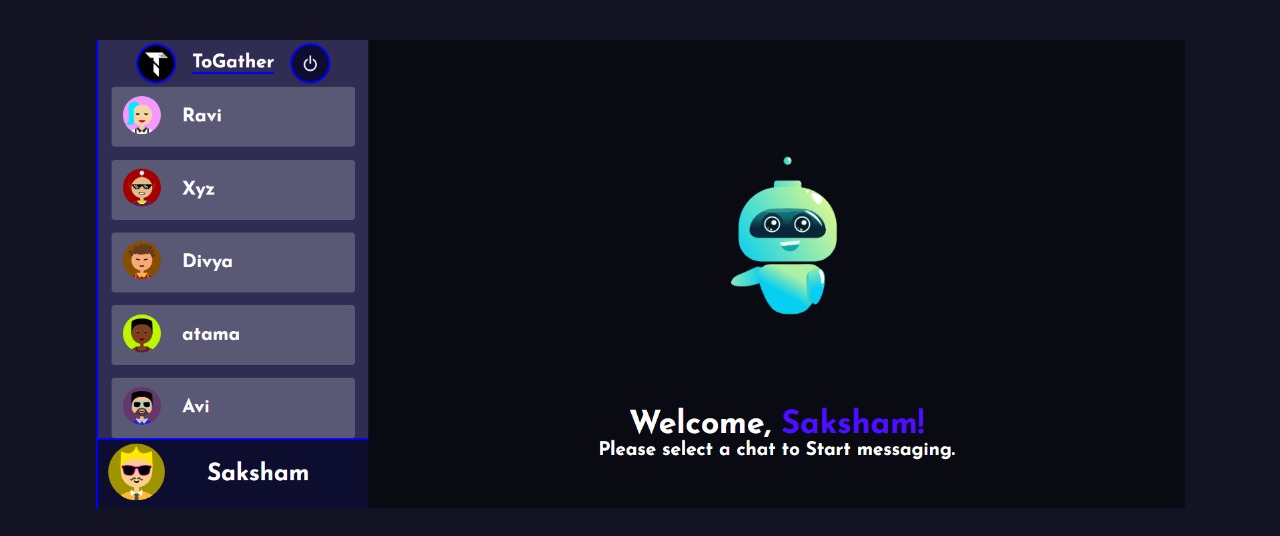 ToGather
Ravi
Xyz
Divya
atama
Avi
Saksham
Welcome, Saksham!
Please select a chat to Start messaging.